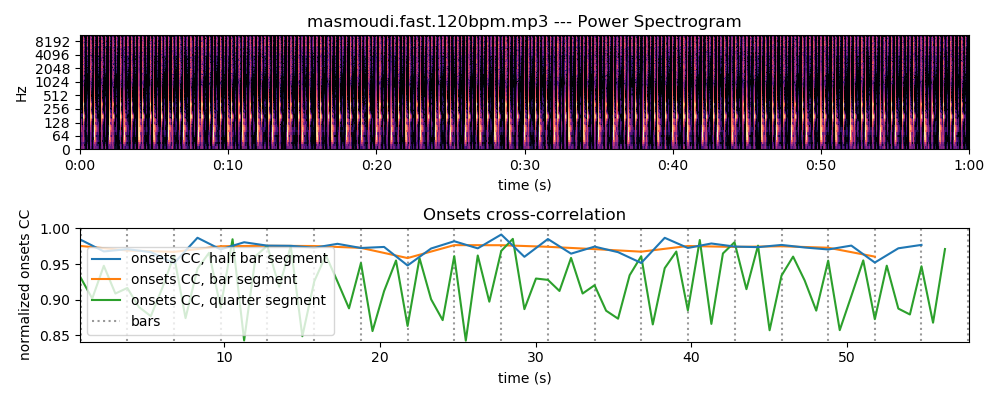 masmoudi.fast.120bpm.mp3 --- Power Spectrogram
8192
4096
2048
1024
512
256
128
64
0
Hz
0:00 0:10 0:20 0:30 0:40 0:50 1:00
time (s)
Onsets cross-correlation
1.00
0.95
0.90
0.85
normalized onsets CC
onsets CC, half bar segment
onsets CC, bar segment
onsets CC, quarter segment
bars
10 20 30 40 50
time (s)